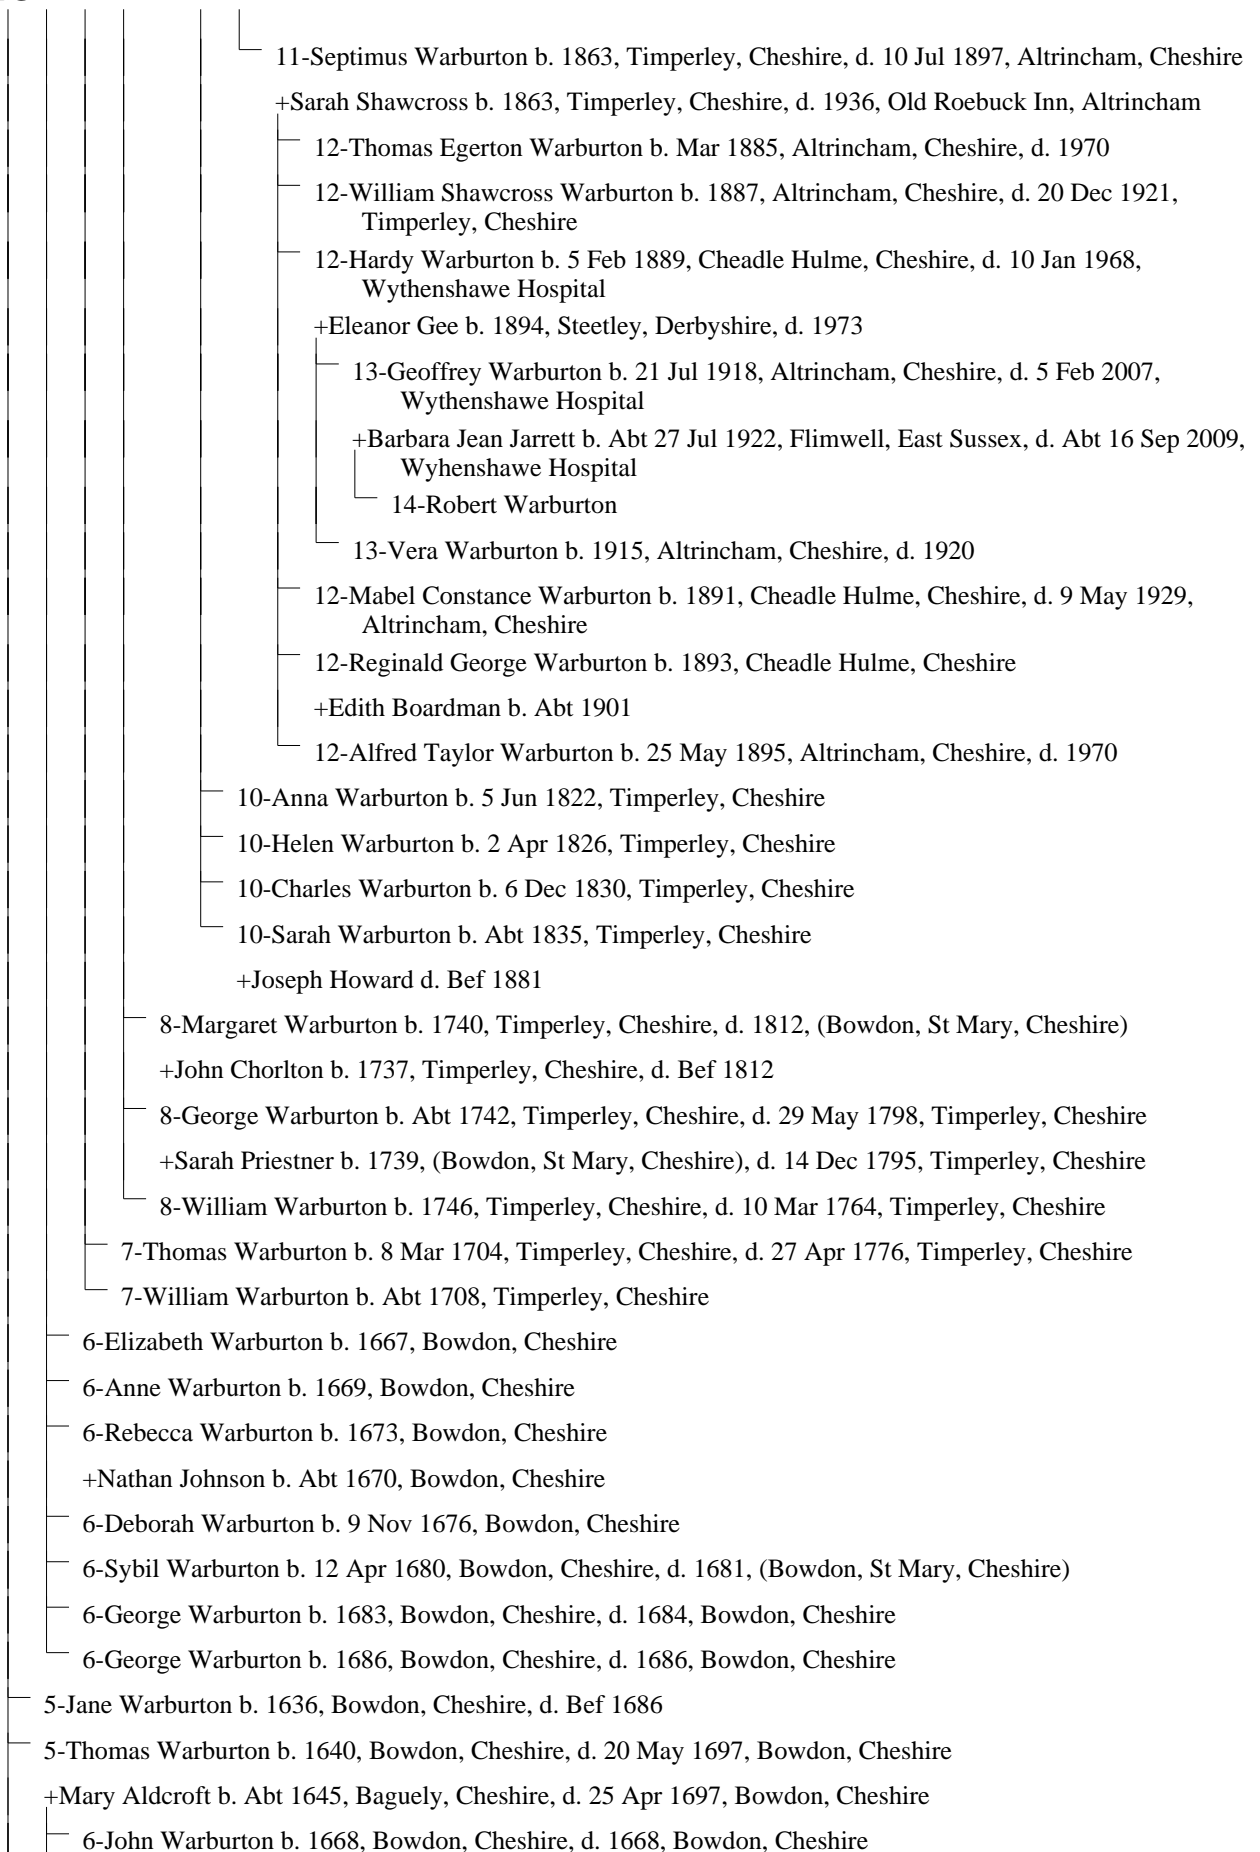 11-Septimus Warburton b. 1863, Timperley, Cheshire, d. 10 Jul 1897, Altrincham, Cheshire
+Sarah Shawcross b. 1863, Timperley, Cheshire, d. 1936, Old Roebuck Inn, Altrincham
12-Thomas Egerton Warburton b. Mar 1885, Altrincham, Cheshire, d. 1970
12-William Shawcross Warburton b. 1887, Altrincham, Cheshire, d. 20 Dec 1921,
Timperley, Cheshire
12-Hardy Warburton b. 5 Feb 1889, Cheadle Hulme, Cheshire, d. 10 Jan 1968,
Wythenshawe Hospital
+Eleanor Gee b. 1894, Steetley, Derbyshire, d. 1973
13-Geoffrey Warburton b. 21 Jul 1918, Altrincham, Cheshire, d. 5 Feb 2007,
Wythenshawe Hospital
+Barbara Jean Jarrett b. Abt 27 Jul 1922, Flimwell, East Sussex, d. Abt 16 Sep 2009,
Wyhenshawe Hospital
14-Robert Warburton
13-Vera Warburton b. 1915, Altrincham, Cheshire, d. 1920
12-Mabel Constance Warburton b. 1891, Cheadle Hulme, Cheshire, d. 9 May 1929,
Altrincham, Cheshire
12-Reginald George Warburton b. 1893, Cheadle Hulme, Cheshire
+Edith Boardman b. Abt 1901
12-Alfred Taylor Warburton b. 25 May 1895, Altrincham, Cheshire, d. 1970
10-Anna Warburton b. 5 Jun 1822, Timperley, Cheshire
10-Helen Warburton b. 2 Apr 1826, Timperley, Cheshire
10-Charles Warburton b. 6 Dec 1830, Timperley, Cheshire
10-Sarah Warburton b. Abt 1835, Timperley, Cheshire
+Joseph Howard d. Bef 1881
8-Margaret Warburton b. 1740, Timperley, Cheshire, d. 1812, (Bowdon, St Mary, Cheshire)
+John Chorlton b. 1737, Timperley, Cheshire, d. Bef 1812
8-George Warburton b. Abt 1742, Timperley, Cheshire, d. 29 May 1798, Timperley, Cheshire
+Sarah Priestner b. 1739, (Bowdon, St Mary, Cheshire), d. 14 Dec 1795, Timperley, Cheshire
8-William Warburton b. 1746, Timperley, Cheshire, d. 10 Mar 1764, Timperley, Cheshire
7-Thomas Warburton b. 8 Mar 1704, Timperley, Cheshire, d. 27 Apr 1776, Timperley, Cheshire
7-William Warburton b. Abt 1708, Timperley, Cheshire
6-Elizabeth Warburton b. 1667, Bowdon, Cheshire
6-Anne Warburton b. 1669, Bowdon, Cheshire
6-Rebecca Warburton b. 1673, Bowdon, Cheshire
+Nathan Johnson b. Abt 1670, Bowdon, Cheshire
6-Deborah Warburton b. 9 Nov 1676, Bowdon, Cheshire
6-Sybil Warburton b. 12 Apr 1680, Bowdon, Cheshire, d. 1681, (Bowdon, St Mary, Cheshire)
6-George Warburton b. 1683, Bowdon, Cheshire, d. 1684, Bowdon, Cheshire
6-George Warburton b. 1686, Bowdon, Cheshire, d. 1686, Bowdon, Cheshire
5-Jane Warburton b. 1636, Bowdon, Cheshire, d. Bef 1686
5-Thomas Warburton b. 1640, Bowdon, Cheshire, d. 20 May 1697, Bowdon, Cheshire
+Mary Aldcroft b. Abt 1645, Baguely, Cheshire, d. 25 Apr 1697, Bowdon, Cheshire
6-John Warburton b. 1668, Bowdon, Cheshire, d. 1668, Bowdon, Cheshire